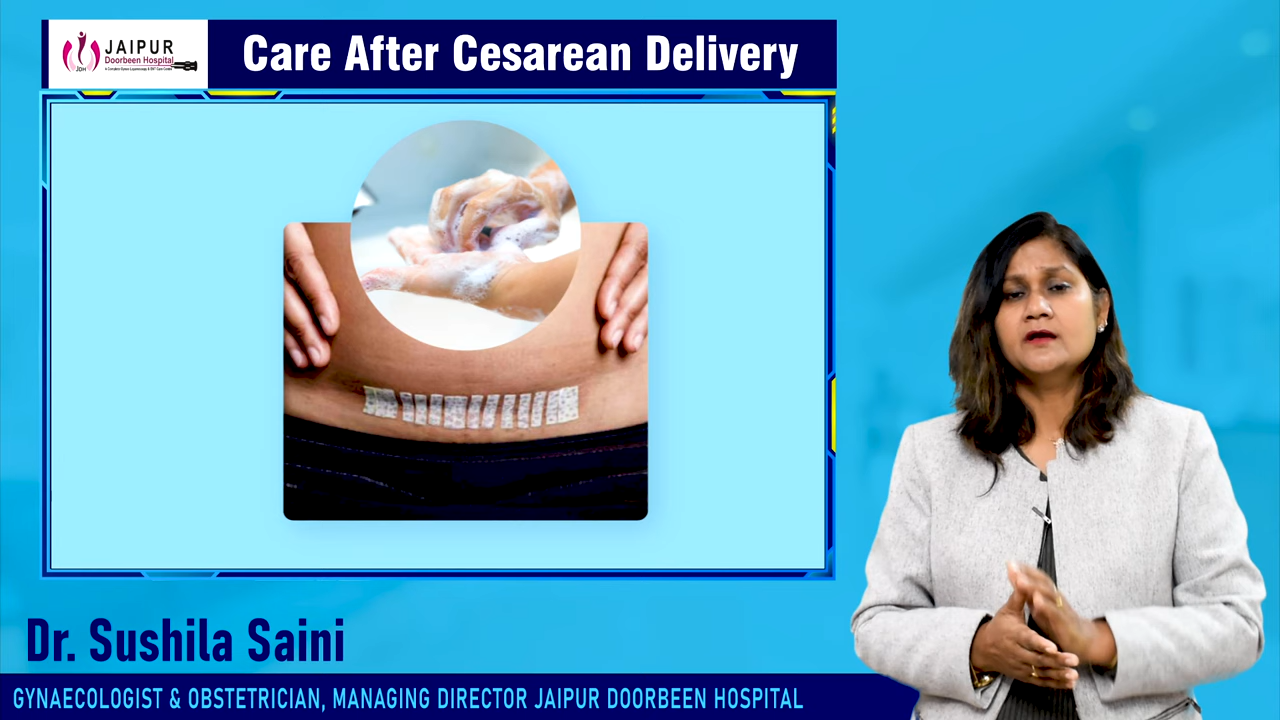 JAIPUR
Doorbeen Hospital
JDH
Care After Cesarean Delivery
Dr. Sushila Saini
GYNAECOLOGIST & OBSTETRICIAN, MANAGING DIRECTOR JAIPUR DOORBEEN HOSPITAL